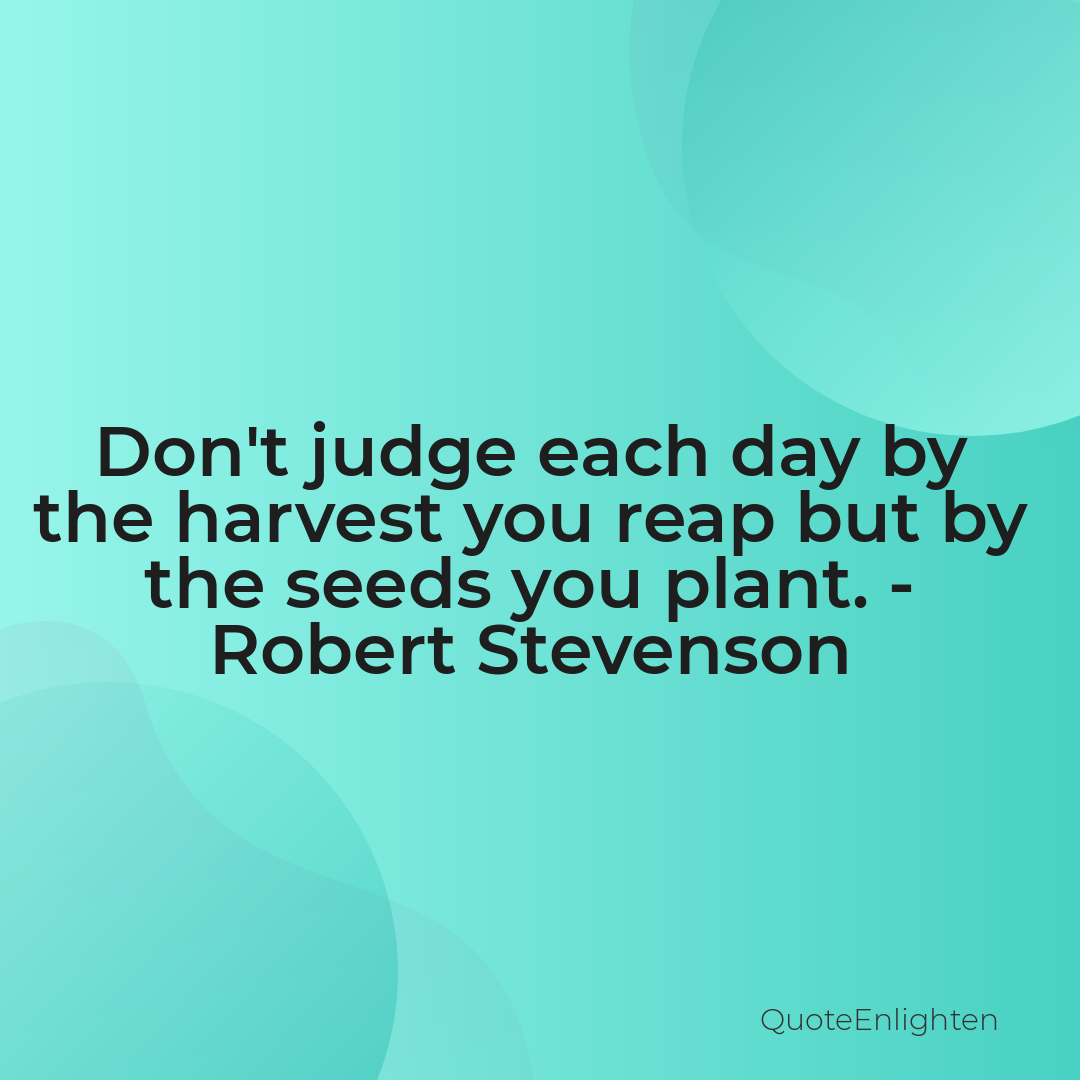 Don't judge each day by
the harvest you reap but by
the seeds you plant. -
Robert Stevenson
QuoteEnlighten